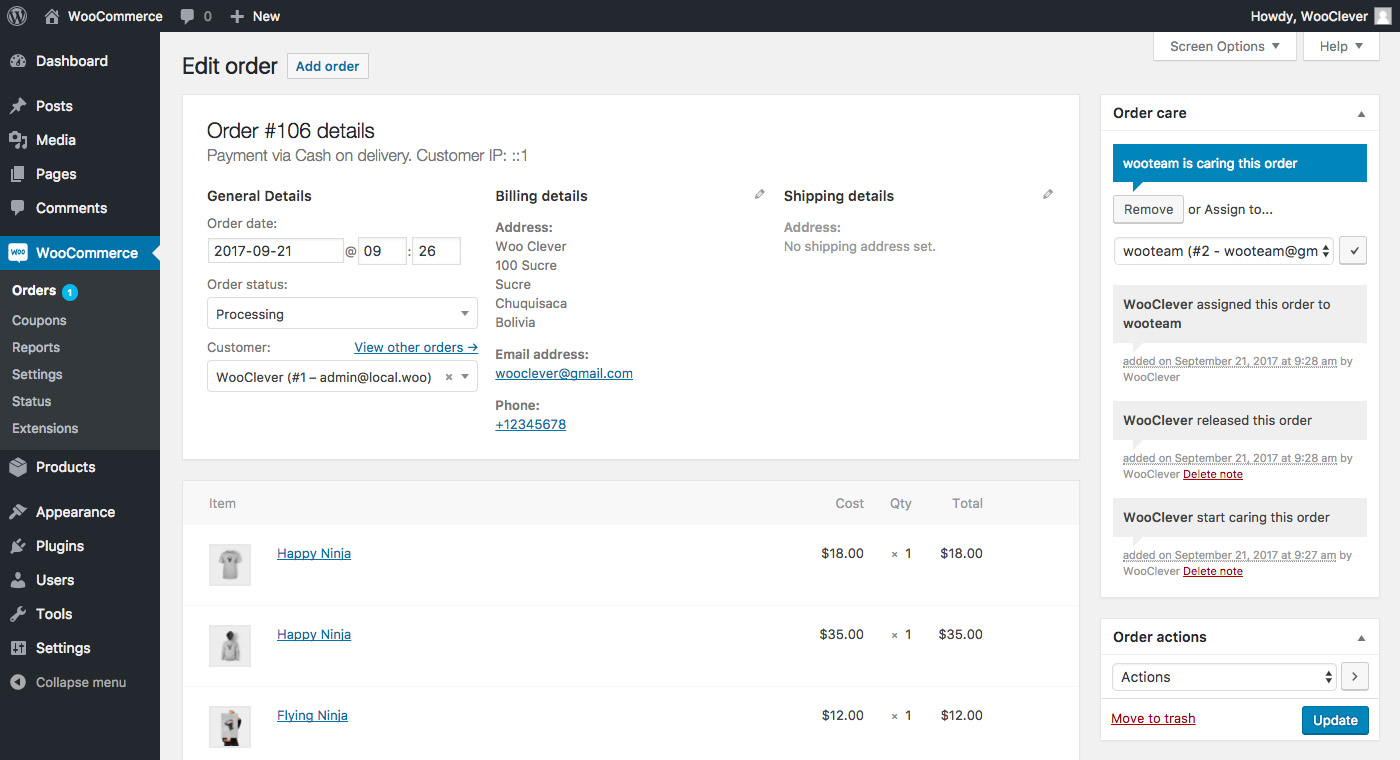 WooCommerce
0
New
Howdy, WooClever
Dashboard
Posts
Media
Pages
Comments
woo
WooCommerce
Orders 1
Coupons
Reports
Settings
Status
Extensions
Products
Appearance
Plugins
Users
Tools
Settings
Collapse menu
Screen Options
Help
Edit order
Add order
Order #106 details
Payment via Cash on delivery. Customer IP: ::1
General Details
Order date:
2017-09-21 @ 09 : 26
Order status:
Processing
Customer: View other orders →
WooClever (#1 – admin@local.woo) ×
Billing details
Address:
Woo Clever
100 Sucre
Sucre
Chuquisaca
Bolivia
Email address:
wooclever@gmail.com
Phone:
+12345678
Shipping details
Address:
No shipping address set.
Item Cost Qty Total
Happy Ninja $18.00 × 1 $18.00
Happy Ninja $35.00 × 1 $35.00
Flying Ninja $12.00 × 1 $12.00
Order care
wooteam is caring this order
Remove or Assign to...
wooteam (#2 - wooteam@gm
WooClever assigned this order to
wooteam
added on September 21, 2017 at 9:28 am by
WooClever
WooClever released this order
added on September 21, 2017 at 9:28 am by
WooClever Delete note
WooClever start caring this order
added on September 21, 2017 at 9:27 am by
WooClever Delete note
Order actions
Actions
Move to trash
Update